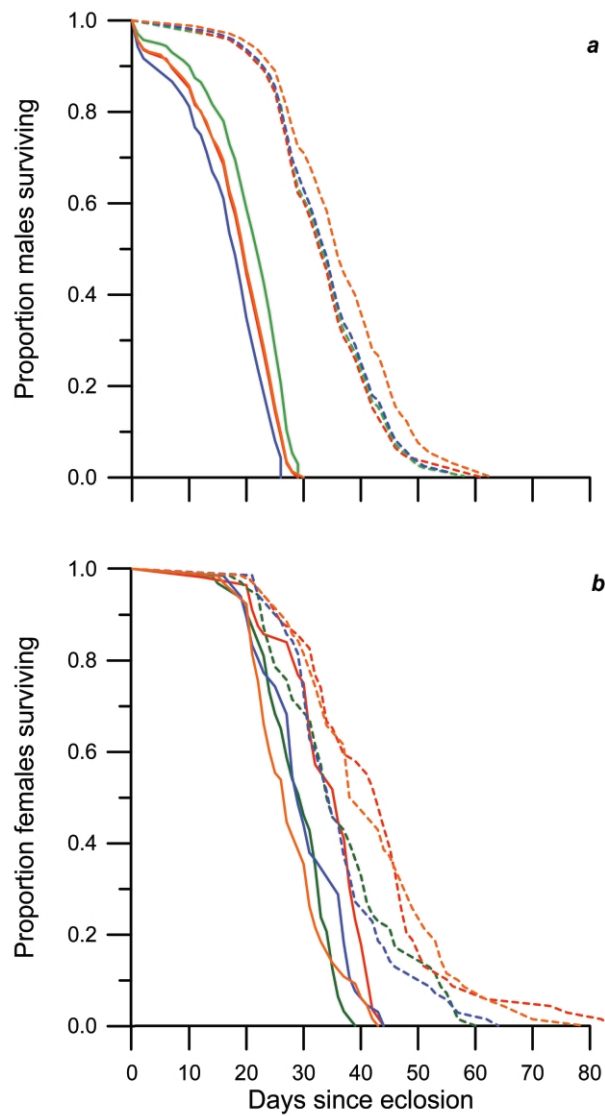 a
Proportion males surviving
1.0
0.8
0.6
0.4
0.2
0.0
b
Proportion females surviving
1.0
0.8
0.6
0.4
0.2
0.0
0 10 20 30 40 50 60 70 80
Days since eclosion